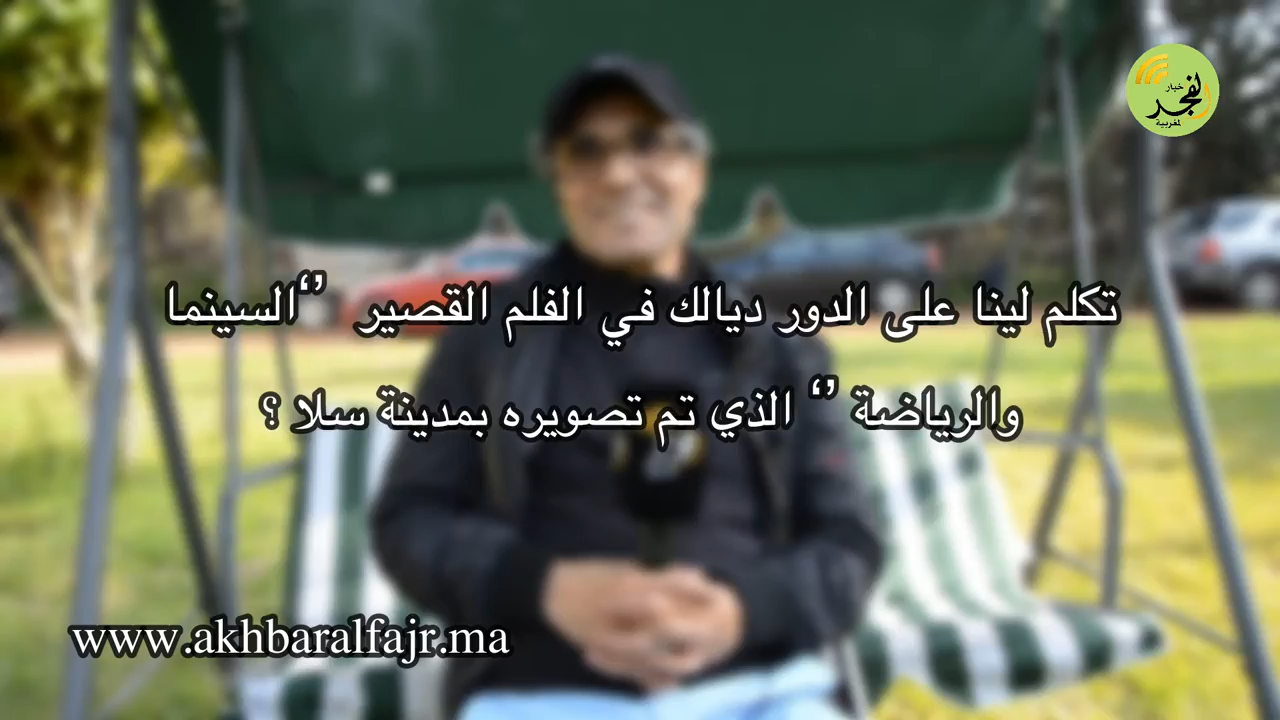 خبار
الفجر
المغربية
تكلم لينا على الدور ديالك في الفلم القصير ‘’السينما
والرياضة ‘’ الذي تم تصويره بمدينة سلا ؟
www.akhbaralfajr.ma